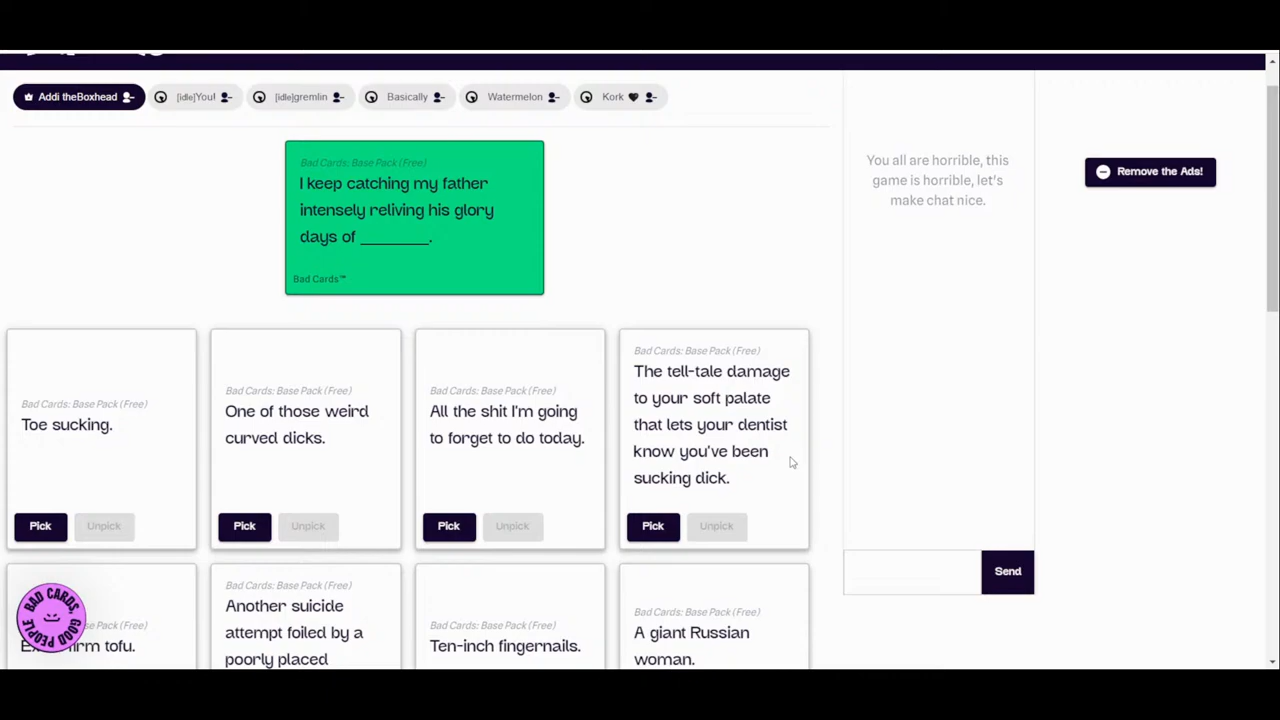 Addi theBoxhead
[idle]You!
[idle]gremlin
Basically
Watermelon
Kork
Bad Cards: Base Pack (Free)
I keep catching my father
intensely reliving his glory
days of ________.
Bad Cards™
You all are horrible, this
game is horrible, let's
make chat nice.
Remove the Ads!
Bad Cards: Base Pack (Free)
Toe sucking.
Pick
Unpick
Bad Cards: Base Pack (Free)
One of those weird
curved dicks.
Pick
Unpick
Bad Cards: Base Pack (Free)
All the shit I'm going
to forget to do today.
Pick
Unpick
Bad Cards: Base Pack (Free)
The tell-tale damage
to your soft palate
that lets your dentist
know you've been
sucking dick.
Pick
Unpick
Send
BAD CARDS,
GOOD PEOPLE
ds: Base Pack (Free)
tofu.
Bad Cards: Base Pack (Free)
Another suicide
attempt foiled by a
poorly placed
Bad Cards: Base Pack (Free)
Ten-inch fingernails.
Bad Cards: Base Pack (Free)
A giant Russian
woman.